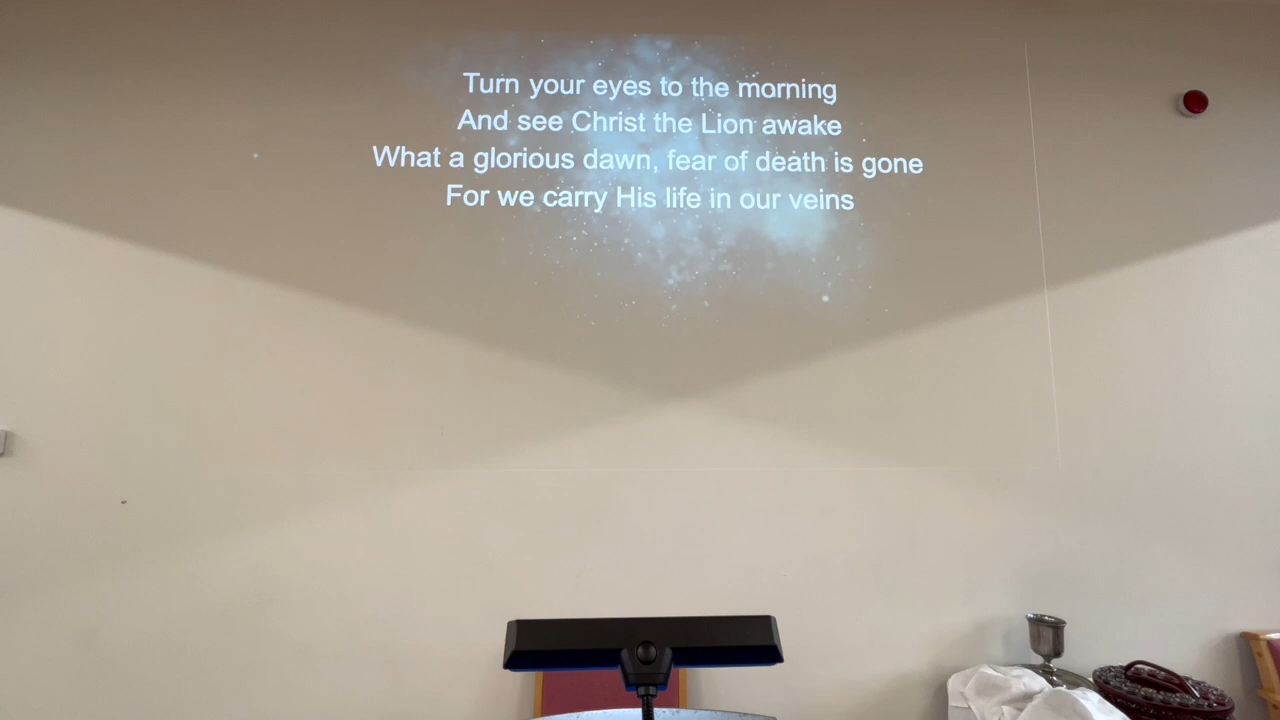 Turn your eyes to the morning
And see Christ the Lion awake
What a glorious dawn, fear of death is gone
For we carry His life in our veins